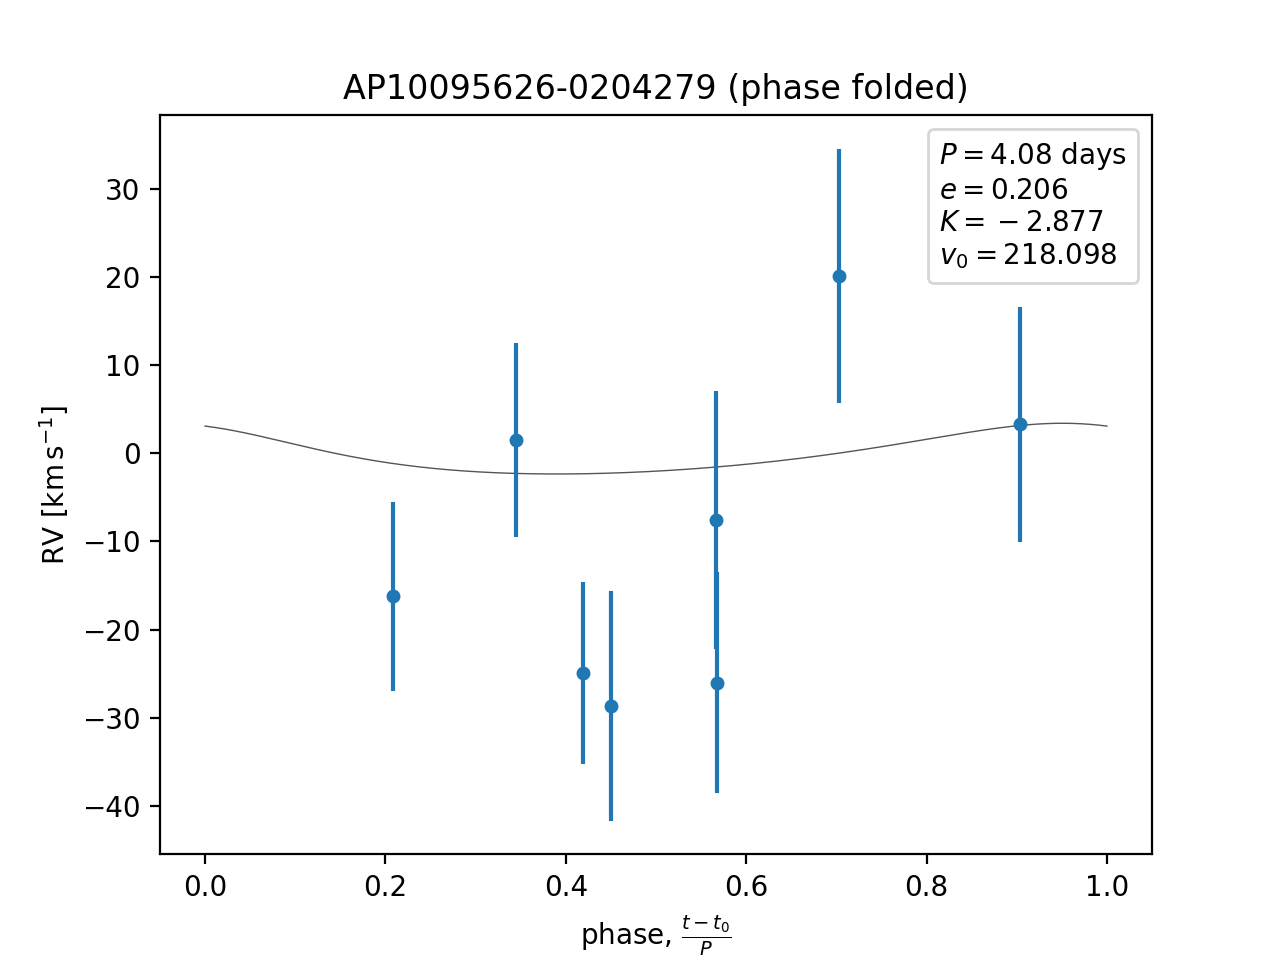 AP10095626-0204279 (phase folded)
P = 4.08 days
e = 0.206
K = −2.877
v₀ = 218.098
30
20
10
0
−10
−20
−30
−40
RV [km s⁻¹]
0.0 0.2 0.4 0.6 0.8 1.0
phase, (t − t₀)/P